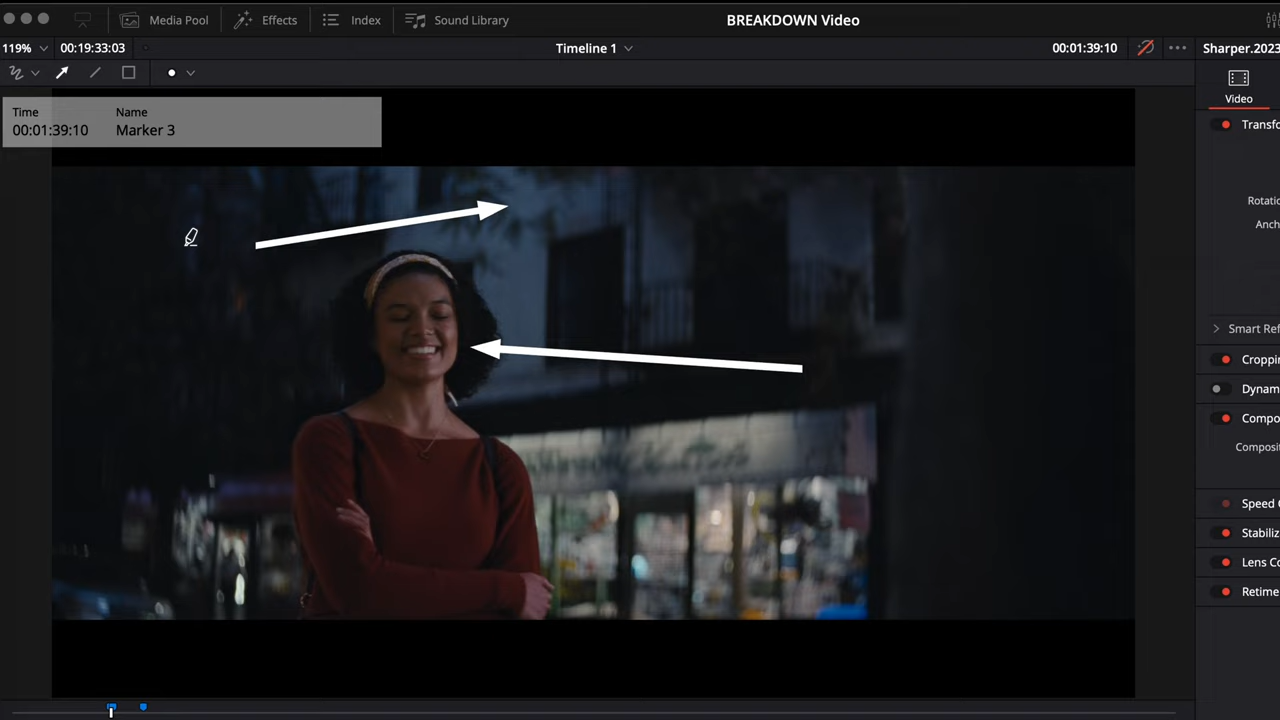 Media Pool
Effects
Index
Sound Library
BREAKDOWN Video
119%
00:19:33:03
Timeline 1
00:01:39:10
Sharper.2023
Time
Name
00:01:39:10
Marker 3
Video
Transfo
Rotatio
Anch
Smart Ref
Croppin
Dynam
Compo
Composit
Speed C
Stabiliz
Lens Co
Retime